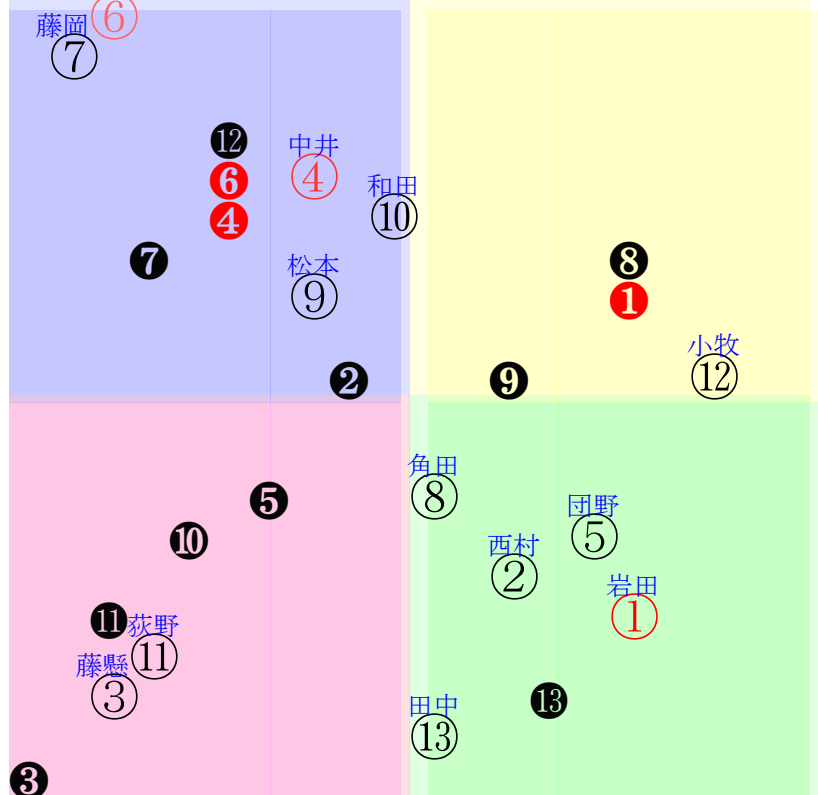 ⑥
藤岡
⑦
⓬
中井
❻
④
和田
❹
⑩
❼
❽
松本
⑨
❶
小牧
❷
❾
⑫
角田
❺
⑧
団野
❿
西村
⑤
②
岩田
⓫
荻野
①
⑪
藤懸
③
⓭
田中
⑬
❸